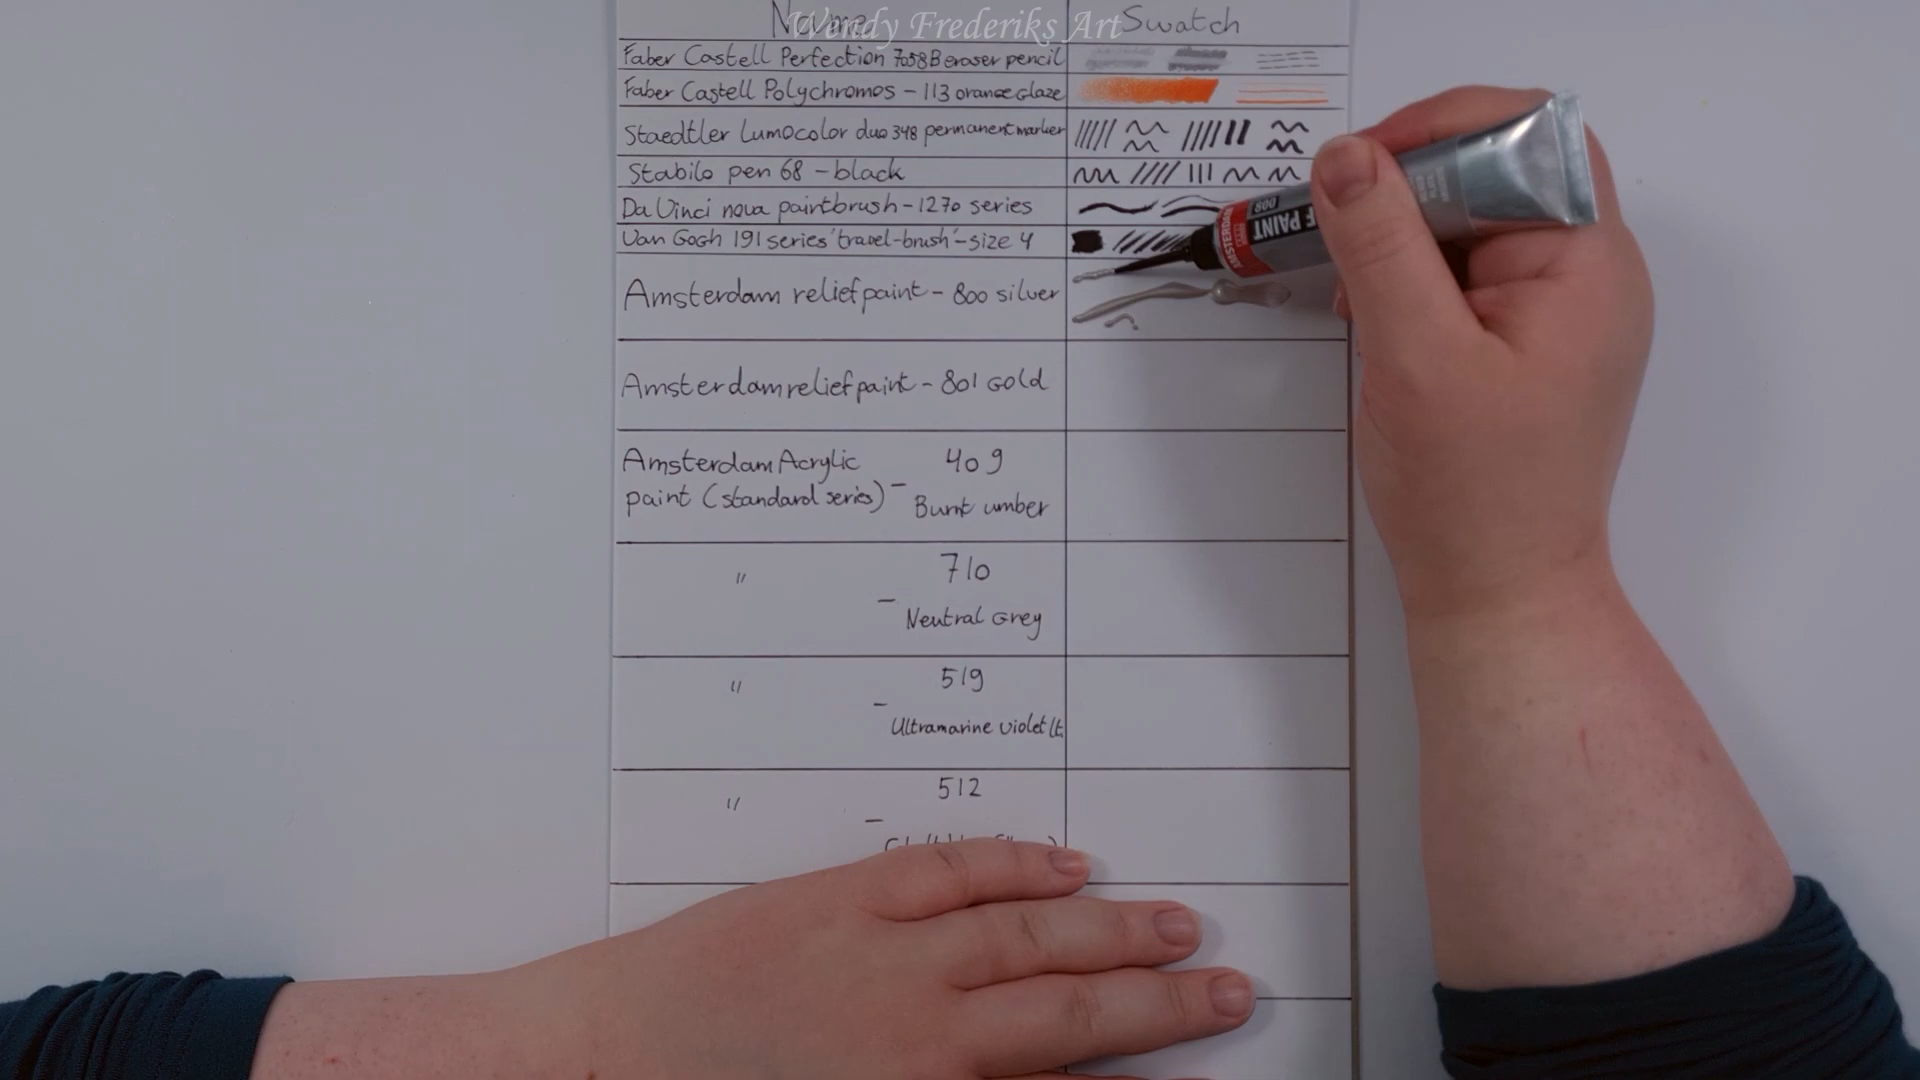 Name Swatch
Wendy Frederiks Art
Faber Castell Perfection 7058B eraser pencil
Faber Castell Polychromos - 113 orange Glaze
Staedtler Lumocolor duo 348 permanent marker
Stabilo pen 68 - black
Da Vinci nova paintbrush - 1270 series
Van Gogh 191 series 'travel-brush' - size 4
Amsterdam relief paint - 800 silver
AMSTERDAM
F PAINT
800
Amsterdam relief paint - 801 Gold
Amsterdam Acrylic 409
paint (standard series) - Burnt umber
" 710
- Neutral Grey
" 519
- Ultramarine violet lt.
" 512
-